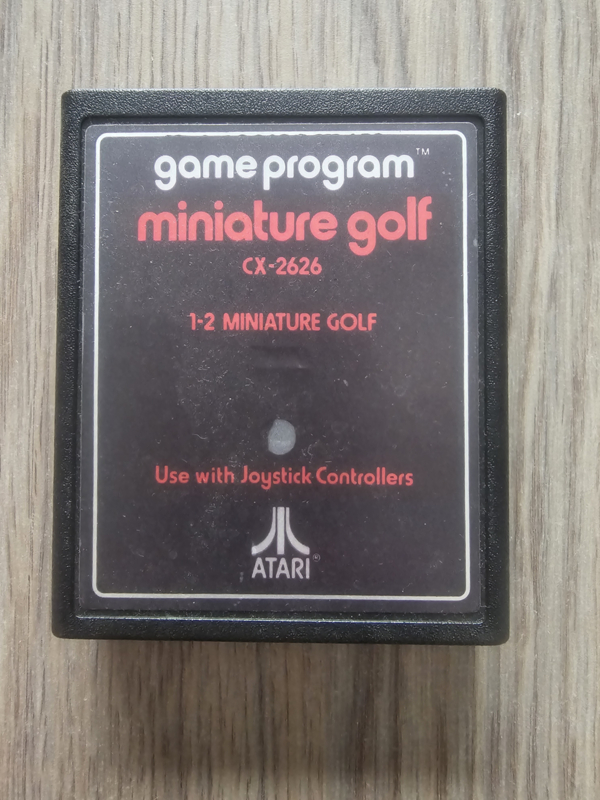 game program™
miniature golf
CX-2626
1-2 MINIATURE GOLF
Use with Joystick Controllers
ATARI®